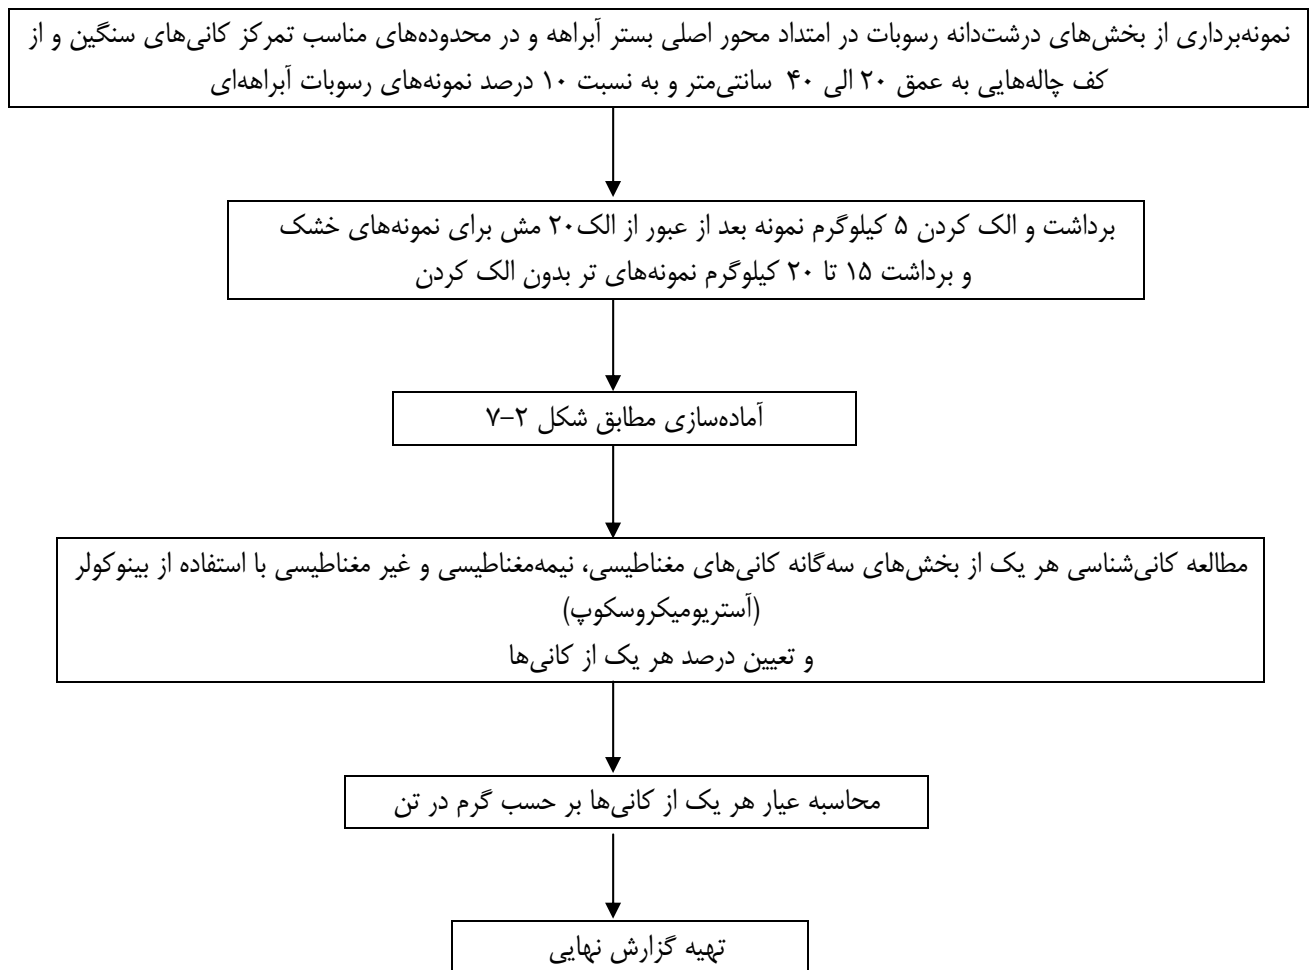 نمونه‌برداری از بخش‌های درشت‌دانه رسوبات در امتداد محور اصلی بستر آبراهه و در محدوده‌های مناسب تمرکز کانی‌های سنگین و از
کف چاله‌هایی به عمق ۲۰ الی ۴۰ سانتی‌متر و به نسبت ۱۰ درصد نمونه‌های رسوبات آبراهه‌ای
برداشت و الک کردن ۵ کیلوگرم نمونه بعد از عبور از الک۲۰ مش برای نمونه‌های خشک
و برداشت ۱۵ تا ۲۰ کیلوگرم نمونه‌های تر بدون الک کردن
آماده‌سازی مطابق شکل ۲-۷
مطالعه کانی‌شناسی هر یک از بخش‌های سه‌گانه کانی‌های مغناطیسی، نیمه‌مغناطیسی و غیر مغناطیسی با استفاده از بینوکولر
(آستریومیکروسکوپ)
و تعیین درصد هر یک از کانی‌ها
محاسبه عیار هر یک از کانی‌ها بر حسب گرم در تن
تهیه گزارش نهایی